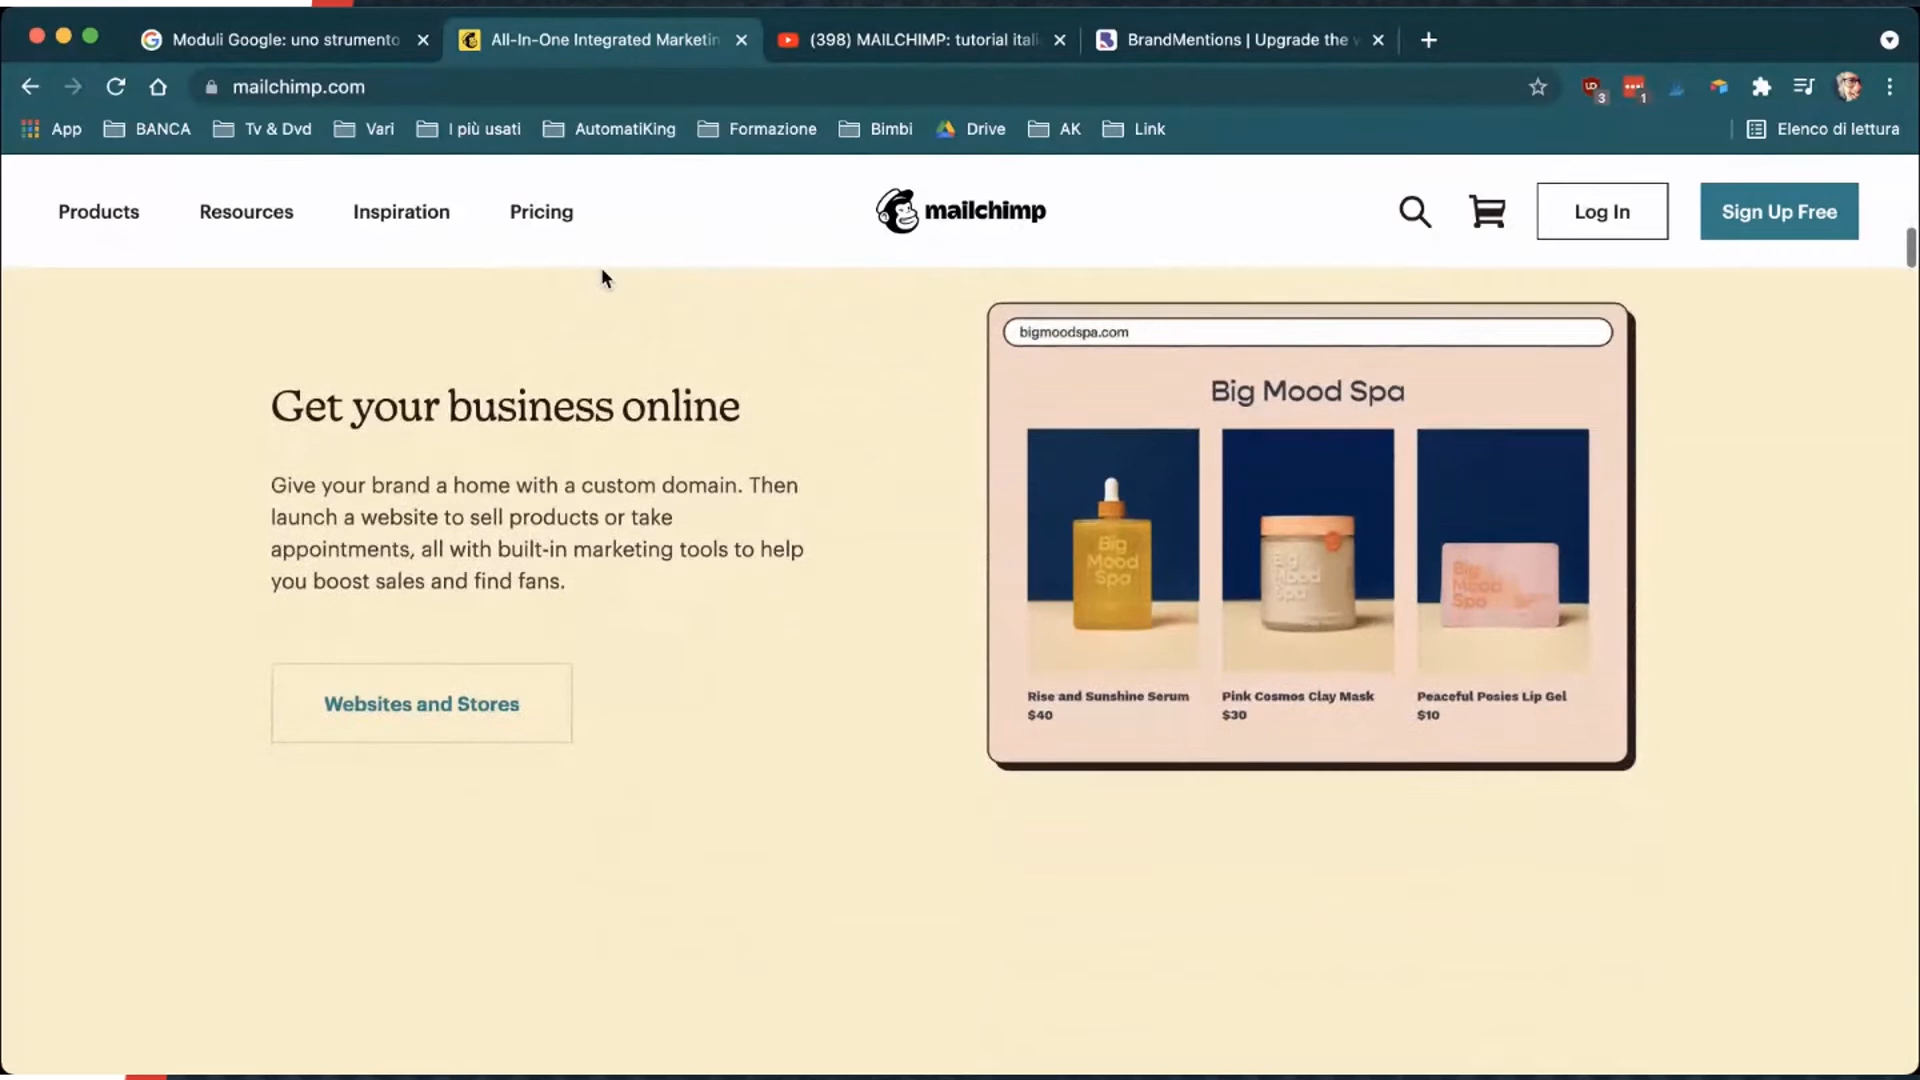 Moduli Google: uno strumento
All-In-One Integrated Marketin
(398) MAILCHIMP: tutorial itali
BrandMentions | Upgrade the
mailchimp.com
3
1
App
BANCA
Tv & Dvd
Vari
I più usati
AutomatiKing
Formazione
Bimbi
Drive
AK
Link
Elenco di lettura
Products
Resources
Inspiration
Pricing
mailchimp
Log In
Sign Up Free
Get your business online
Give your brand a home with a custom domain. Then
launch a website to sell products or take
appointments, all with built-in marketing tools to help
you boost sales and find fans.
Websites and Stores
bigmoodspa.com
Big Mood Spa
Big
Mood
Spa
Big
Mood
Spa
Big
Mood
Spa
Rise and Sunshine Serum
$40
Pink Cosmos Clay Mask
$30
Peaceful Posies Lip Gel
$10